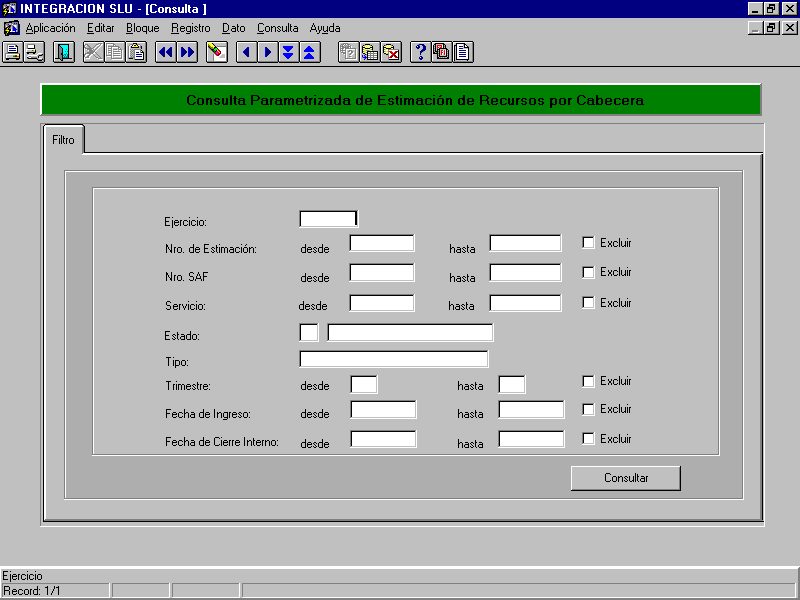 INTEGRACION SLU - [Consulta ]
Aplicación Editar Bloque Registro Dato Consulta Ayuda
Consulta Parametrizada de Estimación de Recursos por Cabecera
Filtro
Ejercicio:
Nro. de Estimación: desde hasta Excluir
Nro. SAF desde hasta Excluir
Servicio: desde hasta Excluir
Estado:
Tipo:
Trimestre: desde hasta Excluir
Fecha de Ingreso: desde hasta Excluir
Fecha de Cierre Interno: desde hasta Excluir
Consultar
Ejercicio
Record: 1/1